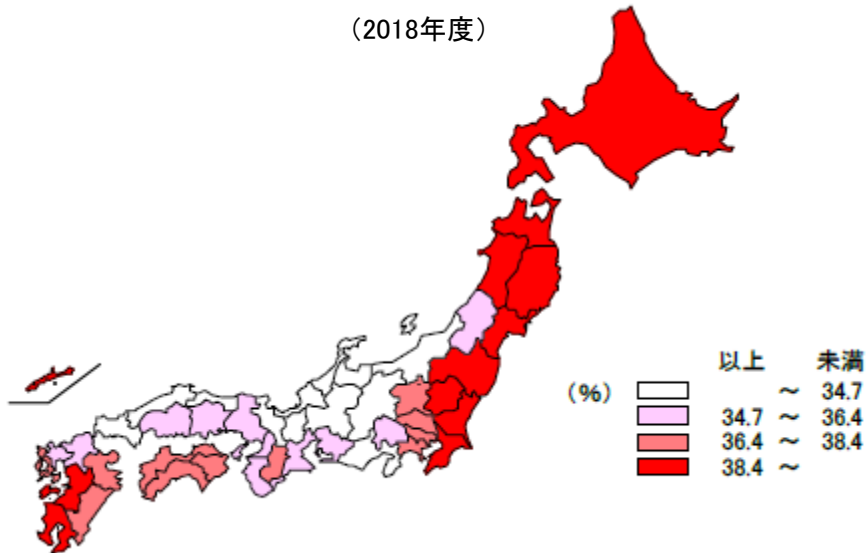 （2018年度）
以上 未満
（%） ～ 34.7
34.7 ～ 36.4
36.4 ～ 38.4
38.4 ～